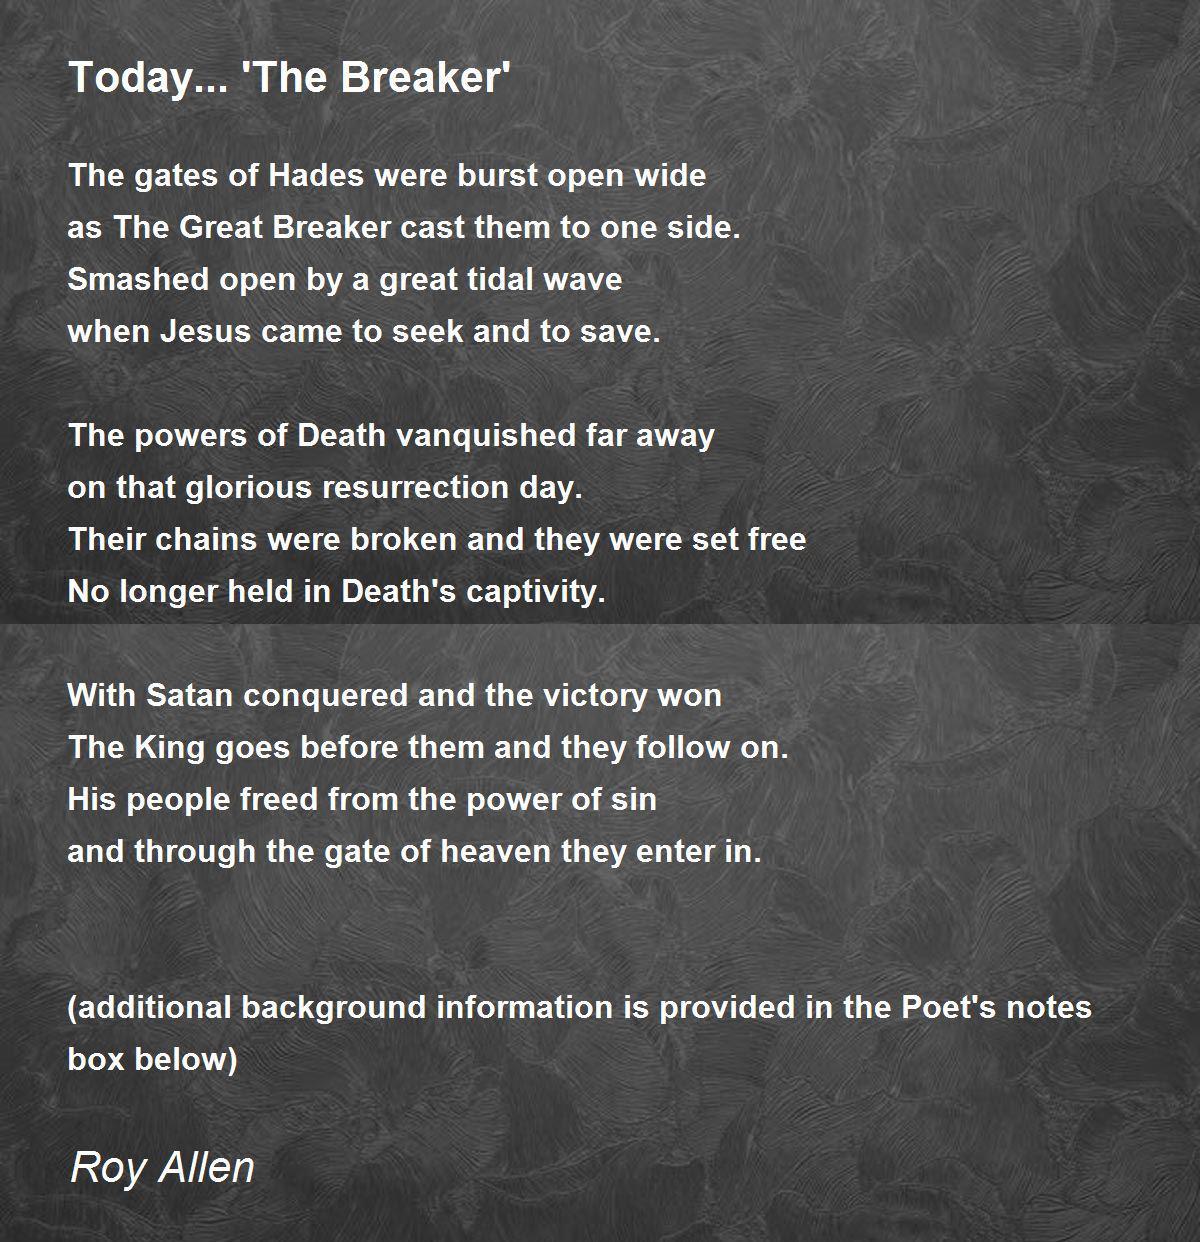 Today... 'The Breaker'
The gates of Hades were burst open wide
as The Great Breaker cast them to one side.
Smashed open by a great tidal wave
when Jesus came to seek and to save.
The powers of Death vanquished far away
on that glorious resurrection day.
Their chains were broken and they were set free
No longer held in Death's captivity.
With Satan conquered and the victory won
The King goes before them and they follow on.
His people freed from the power of sin
and through the gate of heaven they enter in.
(additional background information is provided in the Poet's notes
box below)
Roy Allen